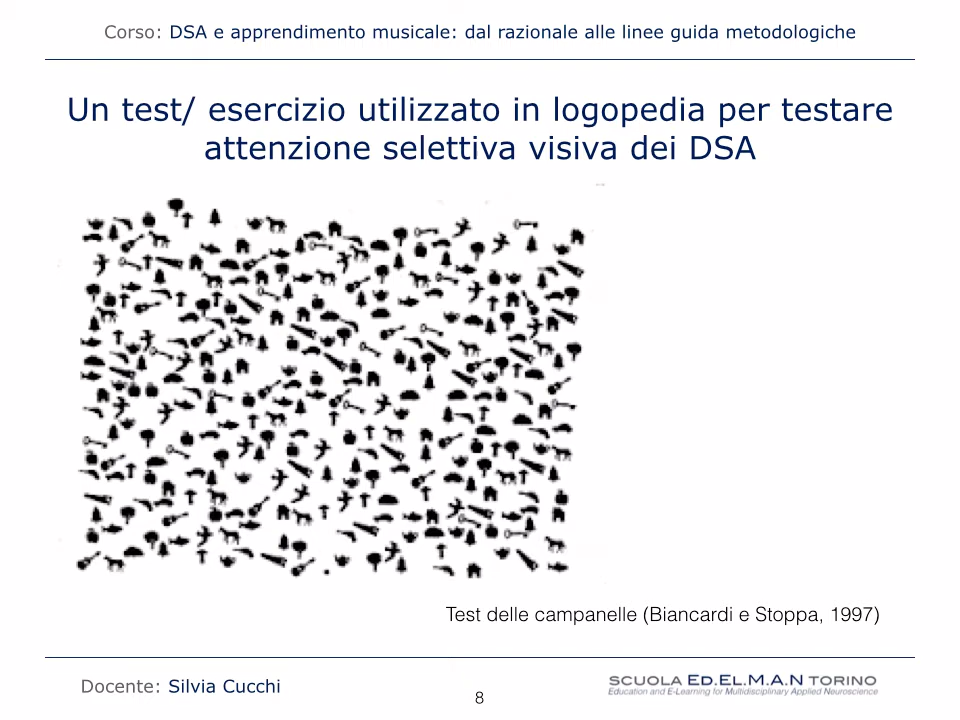 Corso: DSA e apprendimento musicale: dal razionale alle linee guida metodologiche
Un test/ esercizio utilizzato in logopedia per testare
attenzione selettiva visiva dei DSA
Test delle campanelle (Biancardi e Stoppa, 1997)
Docente: Silvia Cucchi
8
SCUOLA ED.EL.M.A.N TORINO
Education and E-Learning for Multidisciplinary Applied Neuroscience